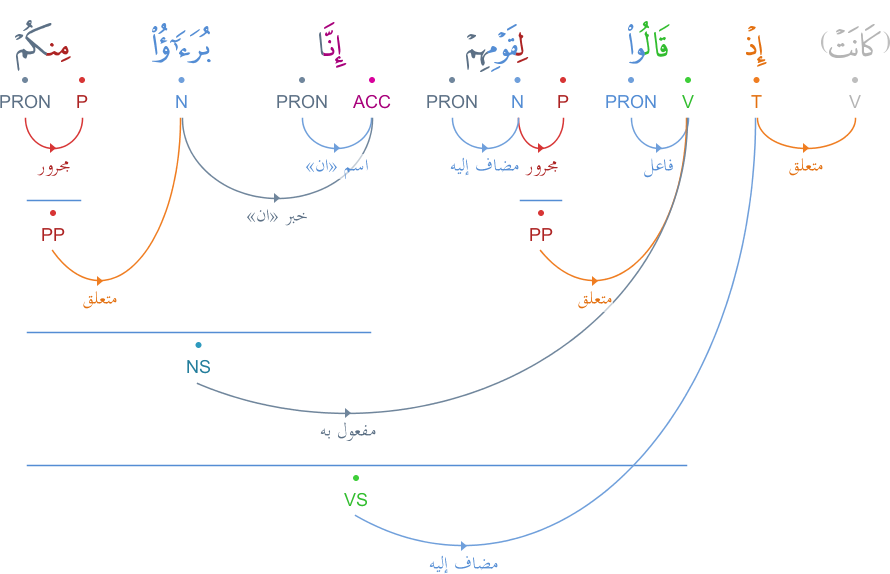 (كَانَتْ) إِذْ قَالُوا۟ لِقَوْمِهِمْ إِنَّا بُرَءَٰٓؤُا۟ مِنكُمْ
V T V PRON P N PRON ACC PRON N P PRON
متعلق فاعل مجرور مضاف إليه اسم «ان» مجرور
خبر «ان»
PP PP
متعلق متعلق
NS
مفعول به
VS
مضاف إليه